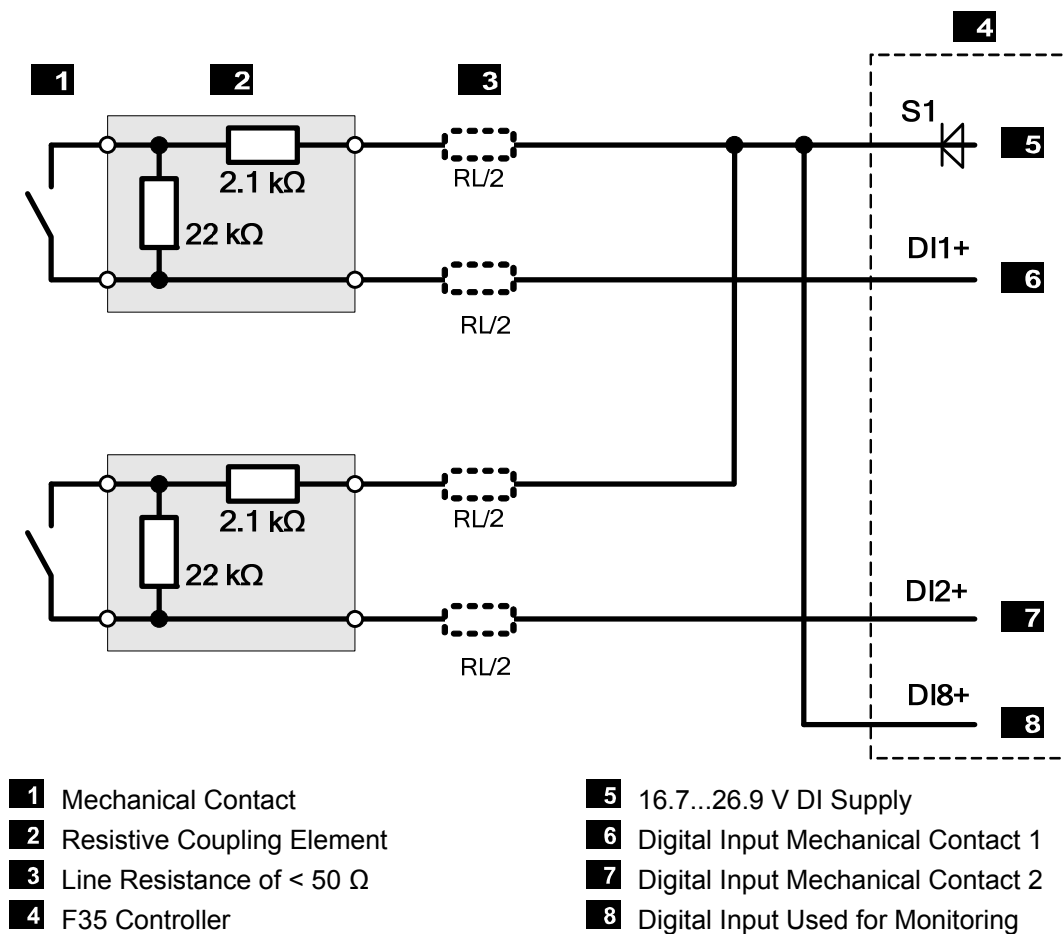 4
1
2
3
S1
5
2.1 kΩ
RL/2
22 kΩ
DI1+
6
RL/2
2.1 kΩ
RL/2
22 kΩ
DI2+
7
RL/2
DI8+
8
1 Mechanical Contact
2 Resistive Coupling Element
3 Line Resistance of < 50 Ω
4 F35 Controller
5 16.7...26.9 V DI Supply
6 Digital Input Mechanical Contact 1
7 Digital Input Mechanical Contact 2
8 Digital Input Used for Monitoring